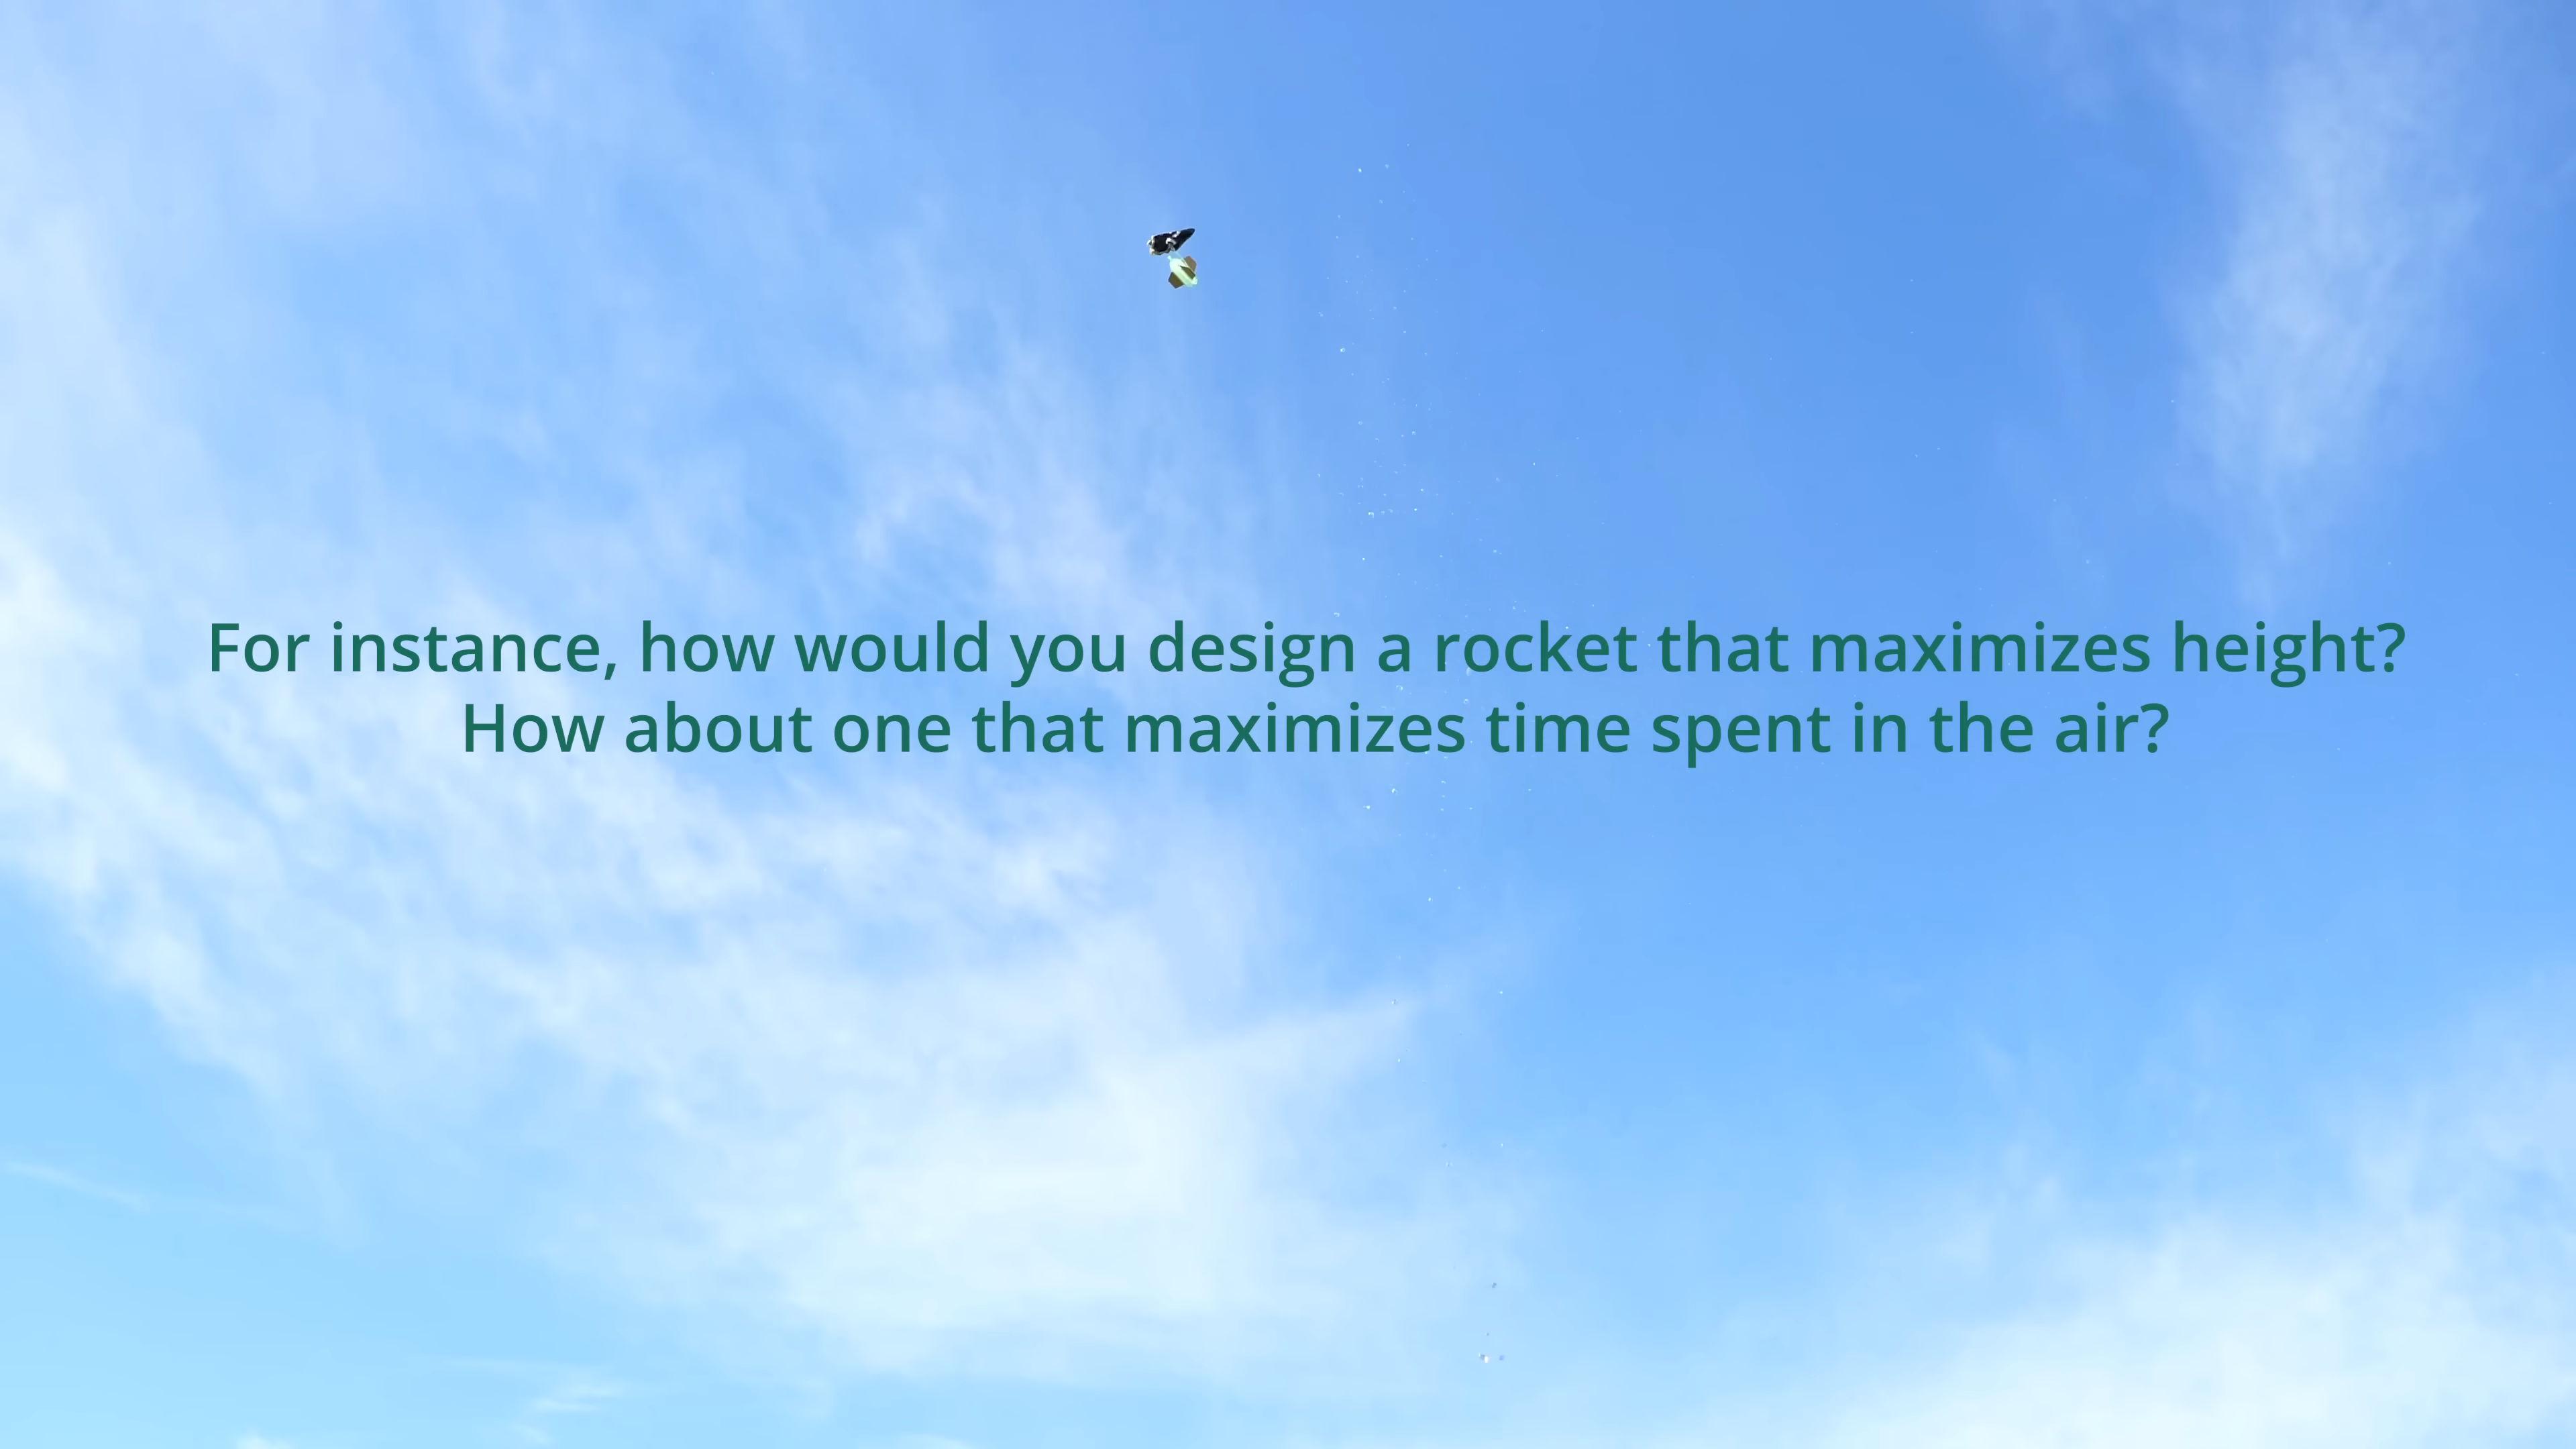 For instance, how would you design a rocket that maximizes height?
How about one that maximizes time spent in the air?